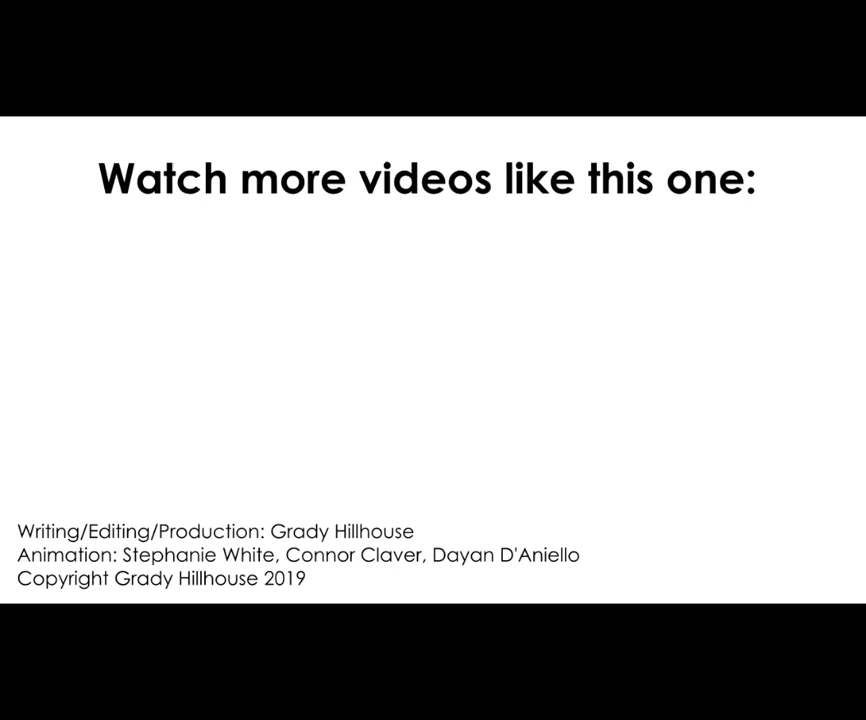 Watch more videos like this one:
Writing/Editing/Production: Grady Hillhouse
Animation: Stephanie White, Connor Claver, Dayan D'Aniello
Copyright Grady Hillhouse 2019